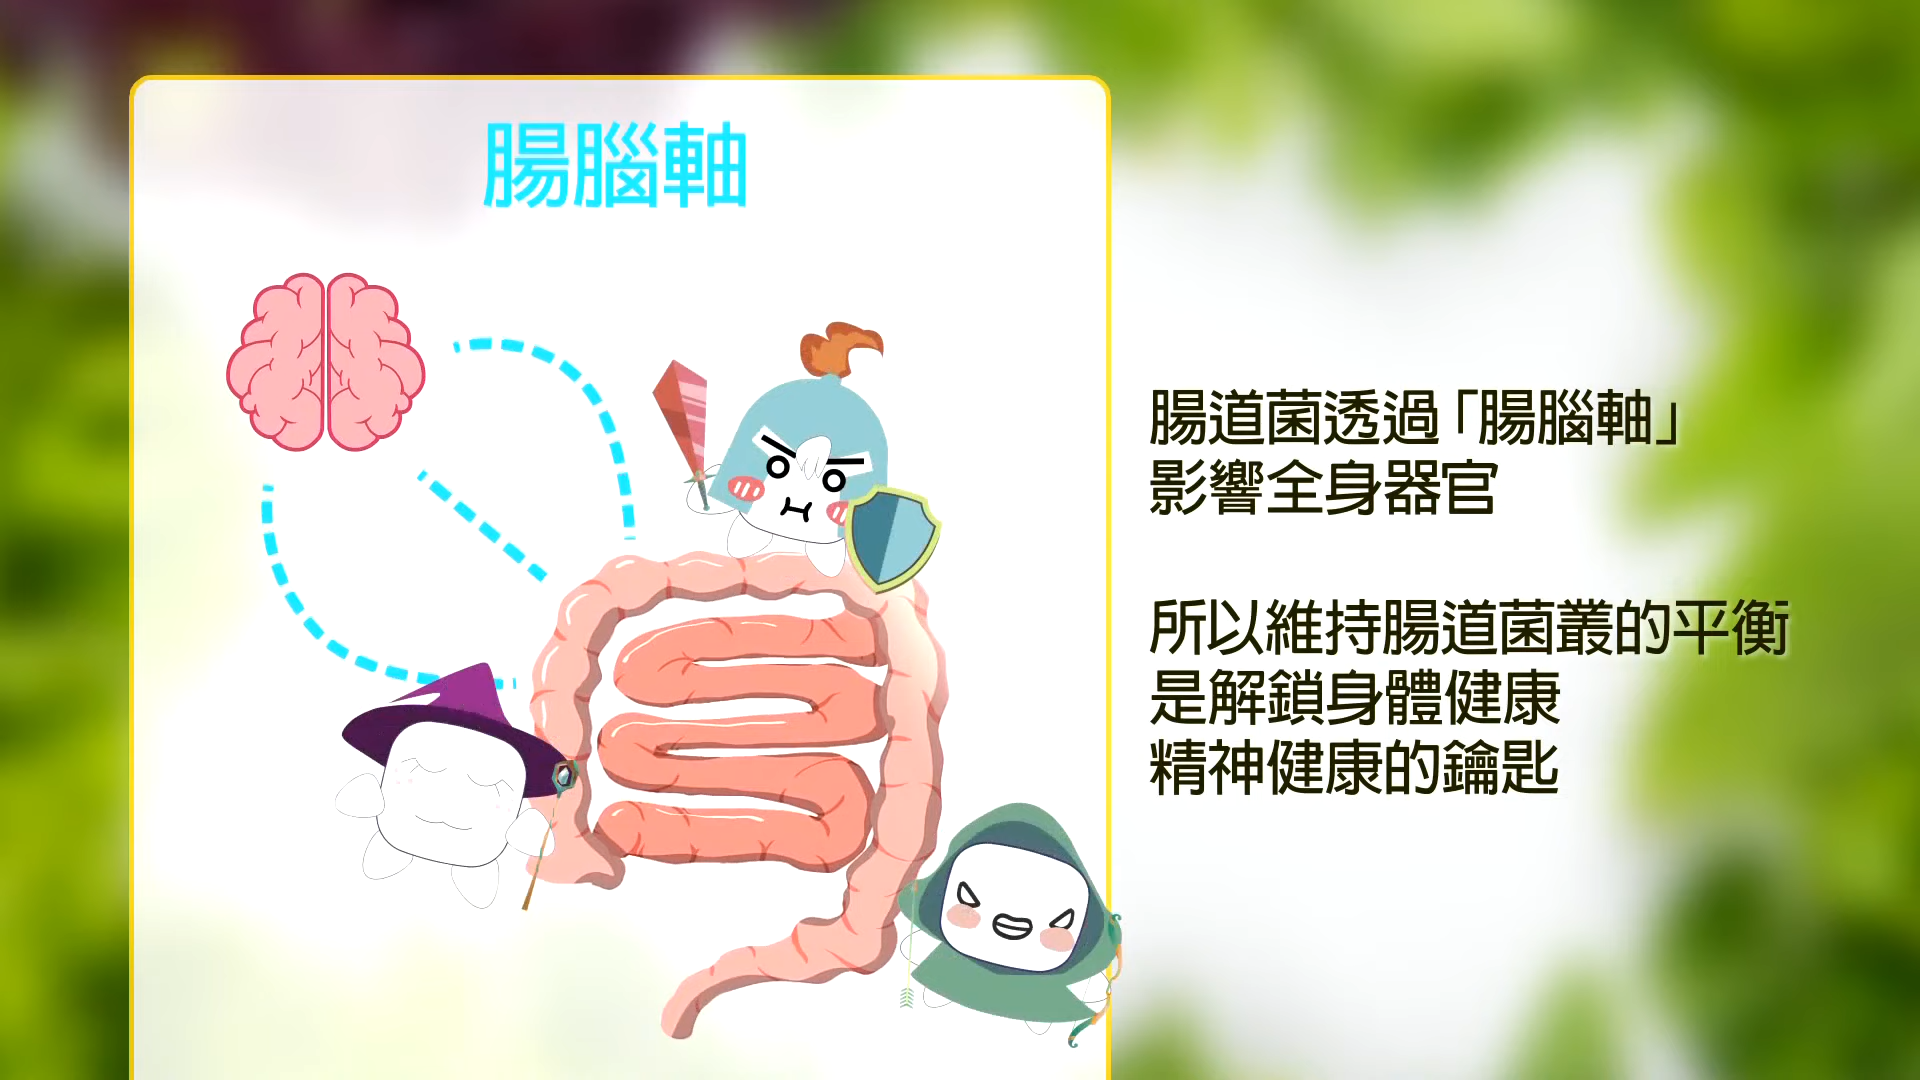 腸腦軸
腸道菌透過「腸腦軸」
影響全身器官
所以維持腸道菌叢的平衡
是解鎖身體健康
精神健康的鑰匙